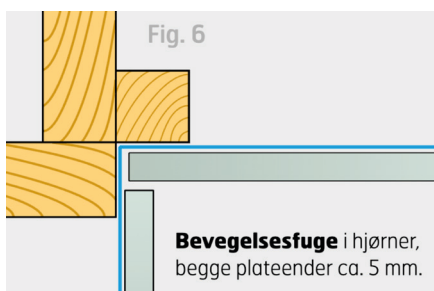 Fig. 6
Bevegelsesfuge i hjørner,
begge plateender ca. 5 mm.